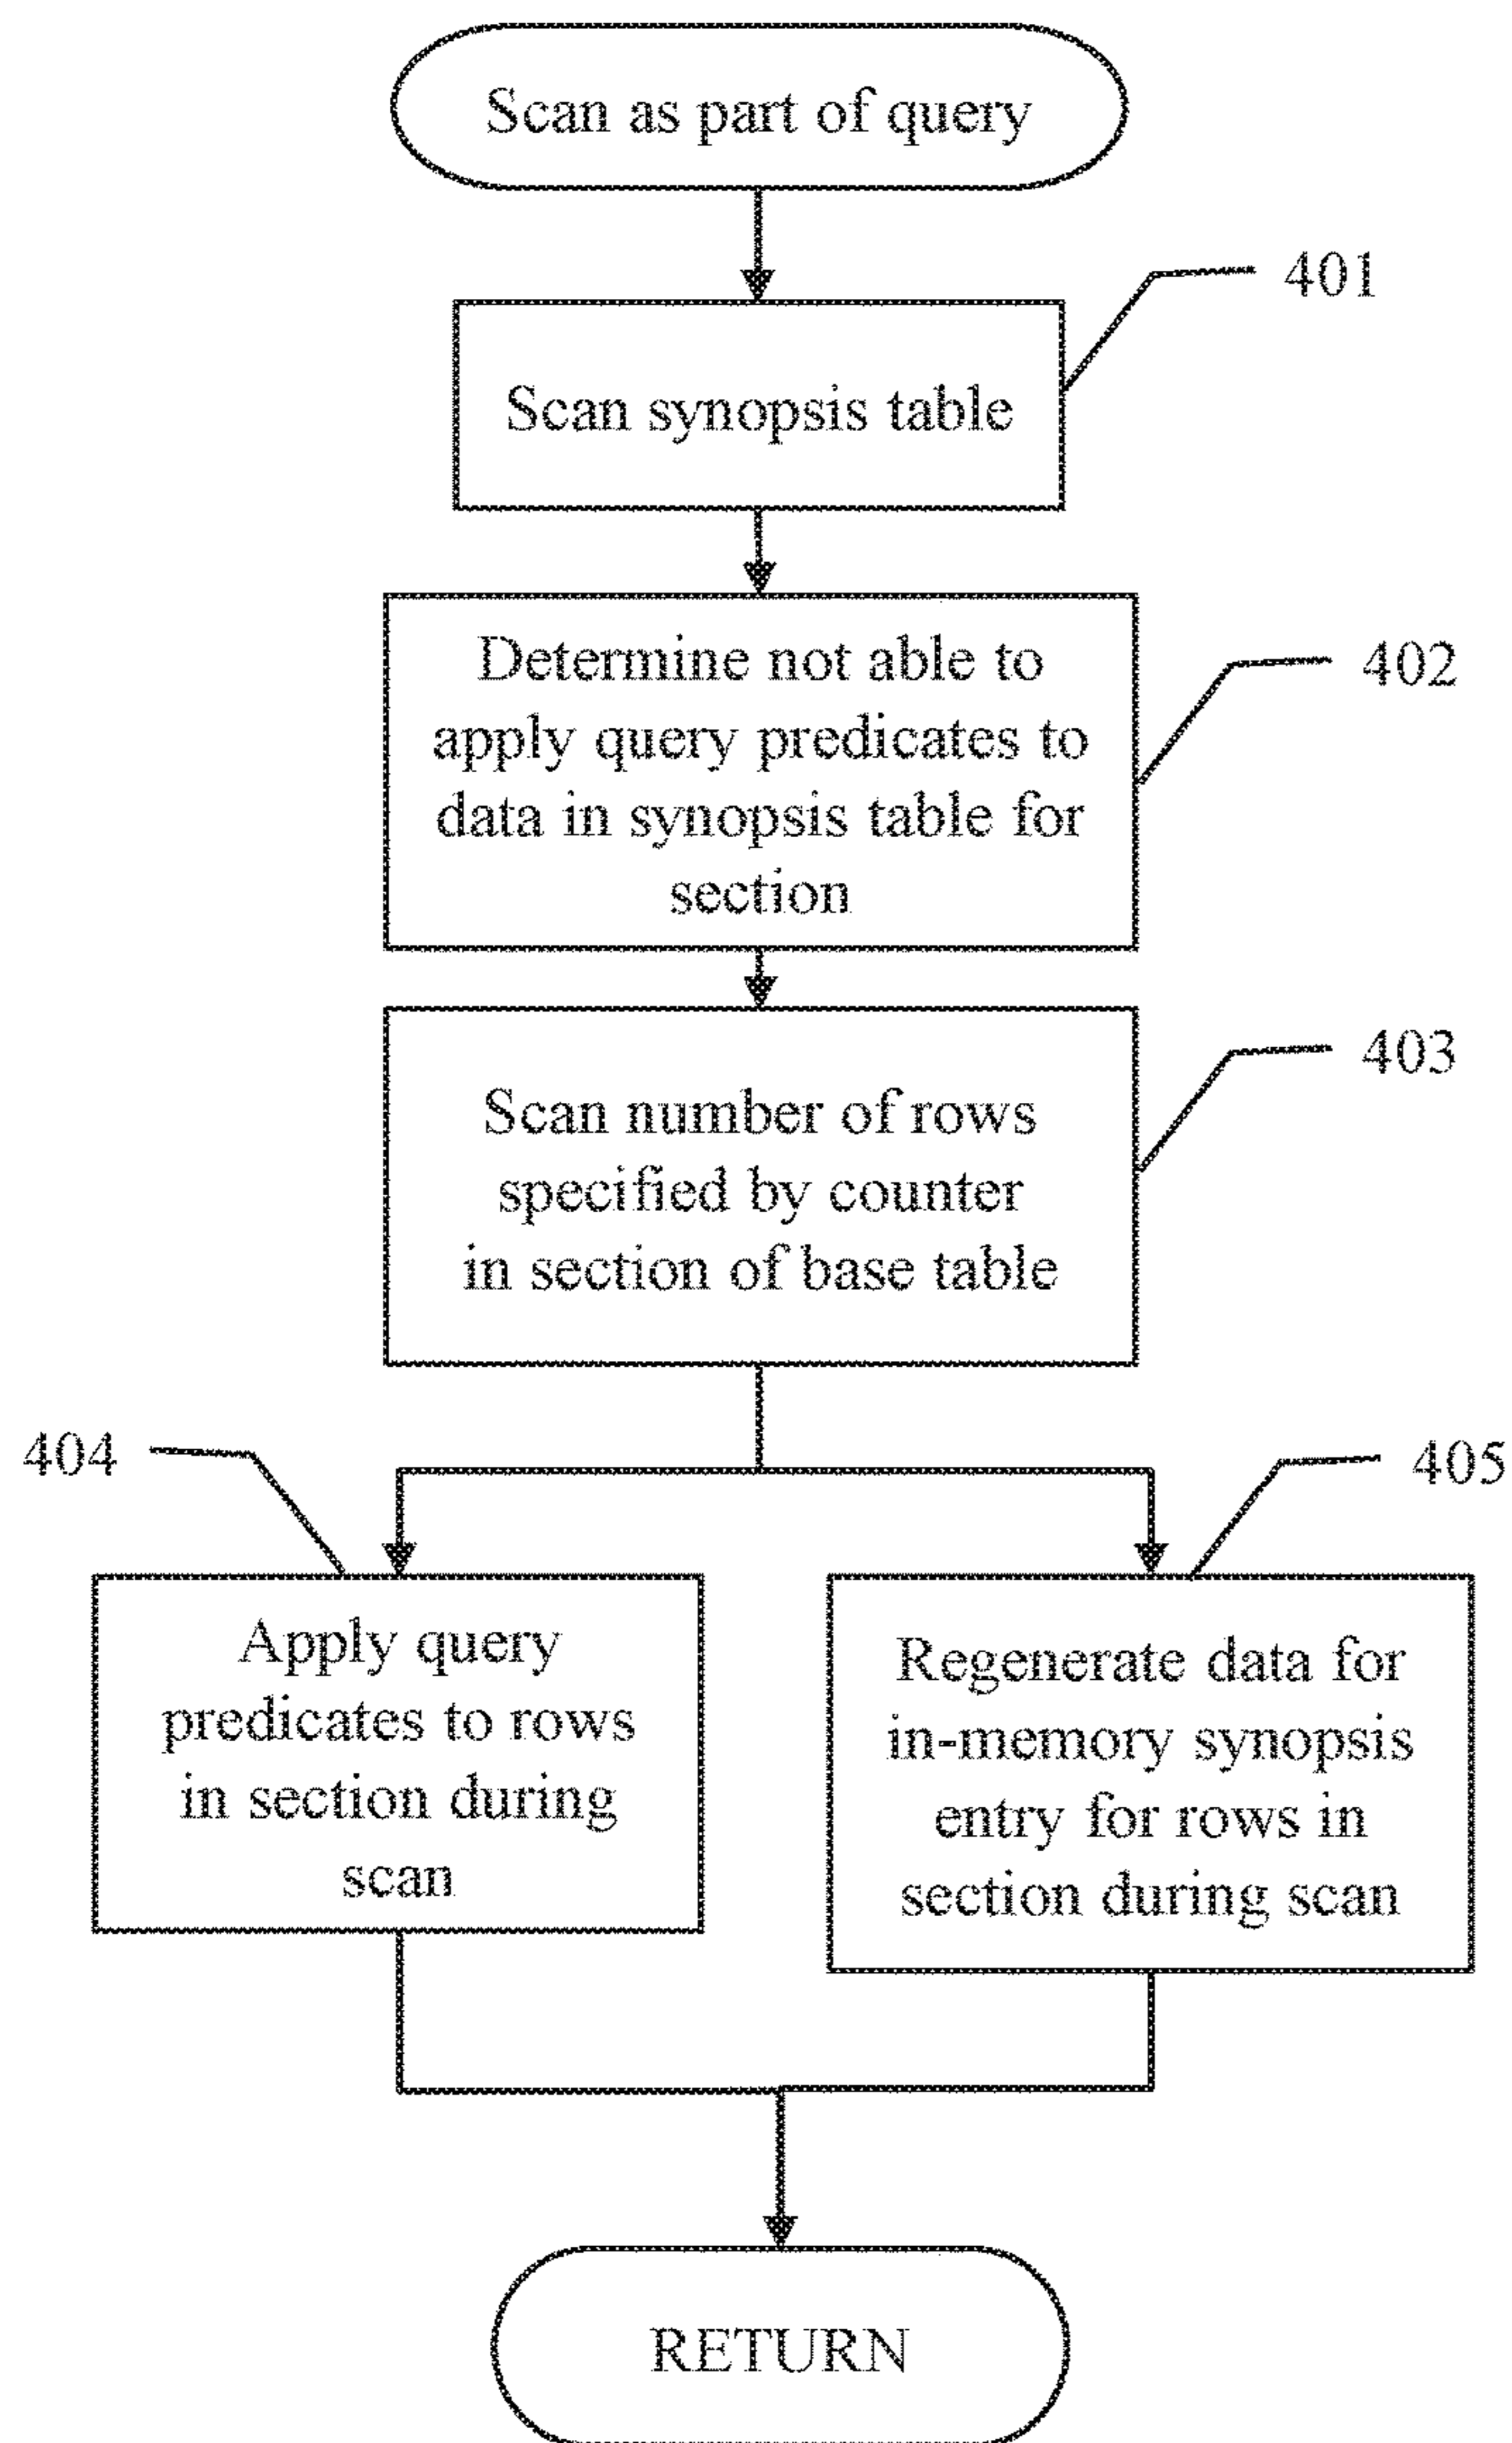 Scan as part of query
401
Scan synopsis table
402
Determine not able to
apply query predicates to
data in synopsis table for
section
403
Scan number of rows
specified by counter
in section of base table
404
405
Apply query
predicates to rows
in section during
scan
Regenerate data for
in-memory synopsis
entry for rows in
section during scan
RETURN